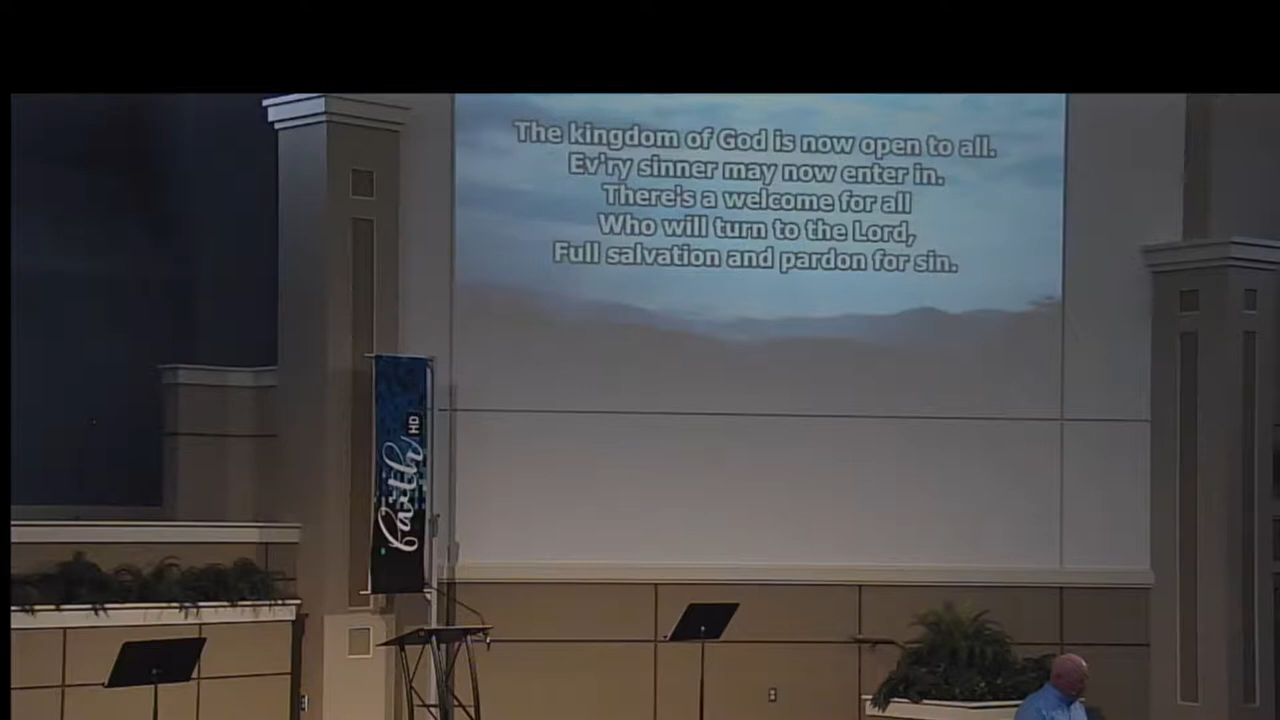 The kingdom of God is now open to all.
Ev'ry sinner may now enter in.
There's a welcome for all
Who will turn to the Lord,
Full salvation and pardon for sin.
faith HD